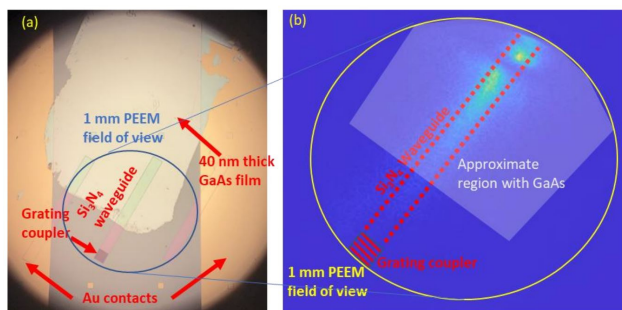 (a)
1 mm PEEM
field of view
40 nm thick
GaAs film
Si₃N₄
waveguide
Grating
coupler
Au contacts
(b)
Si₃N₄ waveguide
Approximate
region with GaAs
Grating coupler
1 mm PEEM
field of view